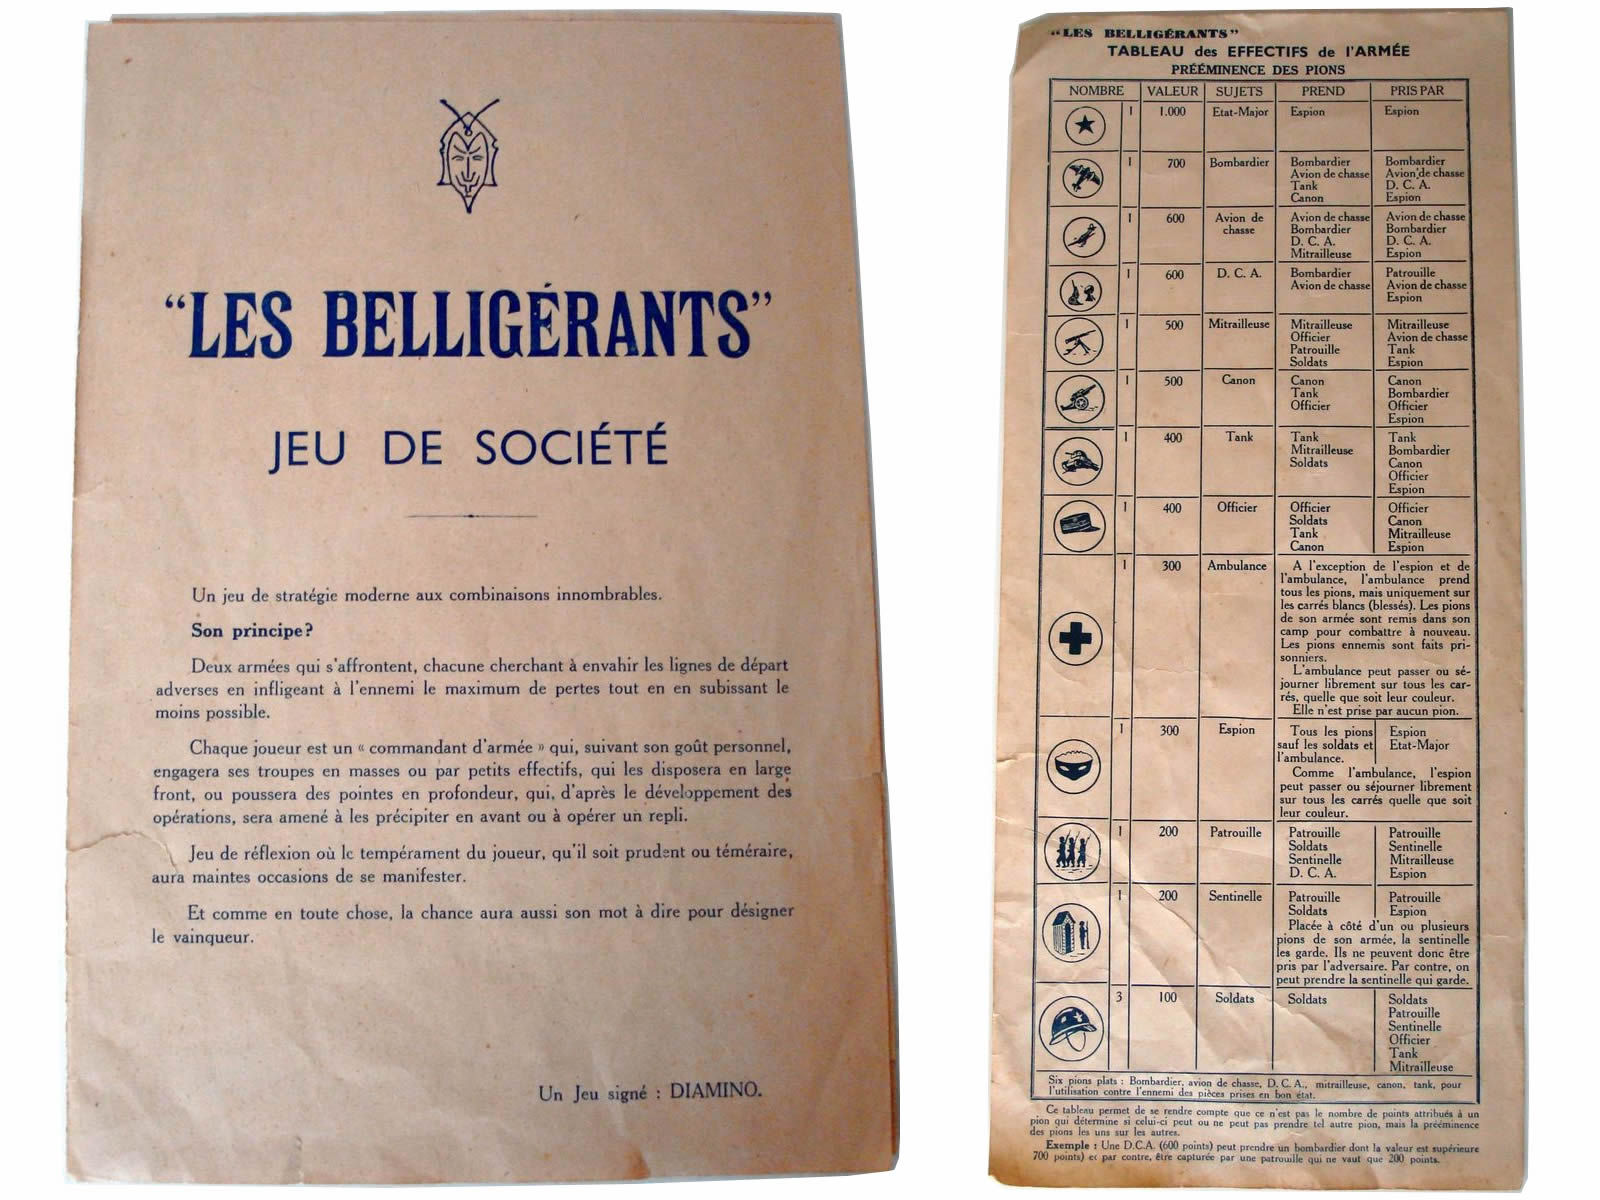 “LES BELLIGÉRANTS”
JEU DE SOCIÉTÉ
Un jeu de stratégie moderne aux combinaisons innombrables.
Son principe?
Deux armées qui s'affrontent, chacune cherchant à envahir les lignes de départ
adverses en infligeant à l'ennemi le maximum de pertes tout en en subissant le
moins possible.
Chaque joueur est un « commandant d'armée » qui, suivant son goût personnel,
engagera ses troupes en masses ou par petits effectifs, qui les disposera en large
front, ou poussera des pointes en profondeur, qui, d'après le développement des
opérations, sera amené à les précipiter en avant ou à opérer un repli.
Jeu de réflexion où le tempérament du joueur, qu'il soit prudent ou téméraire,
aura maintes occasions de se manifester.
Et comme en toute chose, la chance aura aussi son mot à dire pour désigner
le vainqueur.
Un Jeu signé : DIAMINO.
“LES BELLIGÉRANTS”
TABLEAU des EFFECTIFS de l'ARMÉE
PRÉÉMINENCE DES PIONS
NOMBRE VALEUR SUJETS PREND PRIS PAR
1 1.000 Etat-Major Espion Espion
1 700 Bombardier Bombardier Bombardier
Avion de chasse Avion de chasse
Tank D. C. A.
Canon Espion
1 600 Avion de Avion de chasse Avion de chasse
chasse Bombardier Bombardier
D. C. A. D. C. A.
Mitrailleuse Espion
1 600 D. C. A. Bombardier Patrouille
Avion de chasse Avion de chasse
Espion
1 500 Mitrailleuse Mitrailleuse Mitrailleuse
Officier Avion de chasse
Patrouille Tank
Soldats Espion
1 500 Canon Canon Canon
Tank Bombardier
Officier Officier
Espion
1 400 Tank Tank Tank
Mitrailleuse Bombardier
Soldats Canon
Officier
Espion
1 400 Officier Officier Officier
Soldats Canon
Tank Mitrailleuse
Canon Espion
1 300 Ambulance A l'exception de l'espion et de
l'ambulance, l'ambulance prend
tous les pions, mais uniquement sur
les carrés blancs (blessés). Les pions
de son armée sont remis dans son
camp pour combattre à nouveau.
Les pions ennemis sont faits pri-
sonniers.
L'ambulance peut passer ou sé-
journer librement sur tous les car-
rés, quelle que soit leur couleur.
Elle n'est prise par aucun pion.
1 300 Espion Tous les pions Espion
sauf les soldats et Etat-Major
l'ambulance.
Comme l'ambulance, l'espion
peut passer ou séjourner librement
sur tous les carrés quelle que soit
leur couleur.
1 200 Patrouille Patrouille Patrouille
Soldats Sentinelle
Sentinelle Mitrailleuse
D. C. A. Espion
1 200 Sentinelle Patrouille Patrouille
Soldats Espion
Placée à côté d'un ou plusieurs
pions de son armée, la sentinelle
les garde. Ils ne peuvent donc être
pris par l'adversaire. Par contre, on
peut prendre la sentinelle qui garde.
3 100 Soldats Soldats Soldats
Patrouille
Sentinelle
Officier
Tank
Mitrailleuse
Six pions plats : Bombardier, avion de chasse, D. C. A., mitrailleuse, canon, tank, pour
l'utilisation contre l'ennemi des pièces prises en bon état.
Ce tableau permet de se rendre compte que ce n'est pas le nombre de points attribués à un
pion qui détermine si celui-ci peut ou ne peut pas prendre tel autre pion, mais la prééminence
des pions les uns sur les autres.
Exemple : Une D.C.A. (600 points) peut prendre un bombardier dont la valeur est supérieure
700 points) et par contre, être capturée par une patrouille qui ne vaut que 200 points.